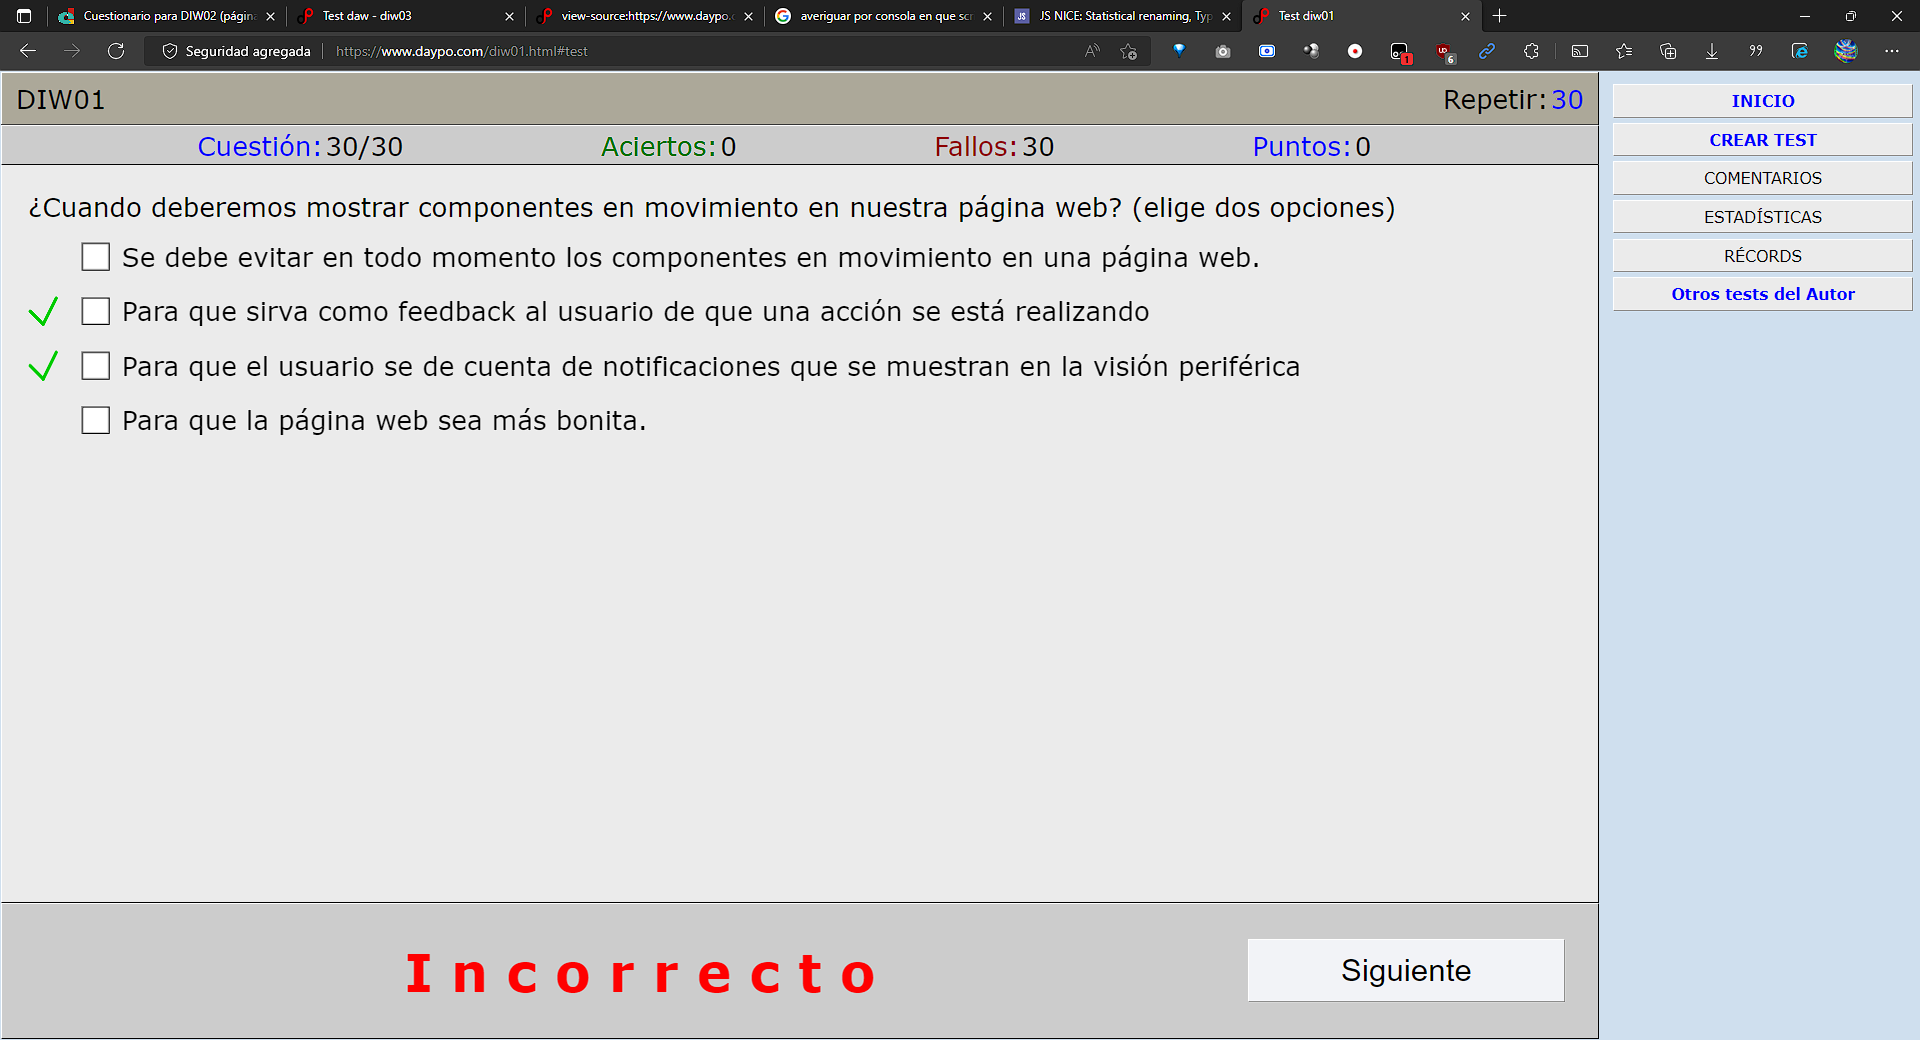 Cuestionario para DIW02 (página
Test daw - diw03
view-source:https://www.daypo.c
averiguar por consola en que scr
JS NICE: Statistical renaming, Typ
Test diw01
Seguridad agregada
https://www.daypo.com/diw01.html#test
1
6
DIW01
Repetir: 30
Cuestión: 30/30
Aciertos: 0
Fallos: 30
Puntos: 0
¿Cuando deberemos mostrar componentes en movimiento en nuestra página web? (elige dos opciones)
Se debe evitar en todo momento los componentes en movimiento en una página web.
Para que sirva como feedback al usuario de que una acción se está realizando
Para que el usuario se de cuenta de notificaciones que se muestran en la visión periférica
Para que la página web sea más bonita.
Incorrecto
Siguiente
INICIO
CREAR TEST
COMENTARIOS
ESTADÍSTICAS
RÉCORDS
Otros tests del Autor